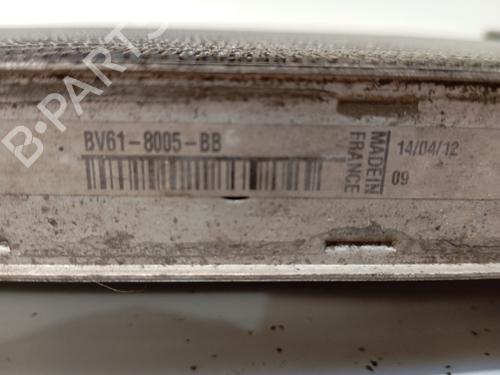 B-PARTS
BV61-8005-BB
MADE IN
FRANCE
14/04/12
09